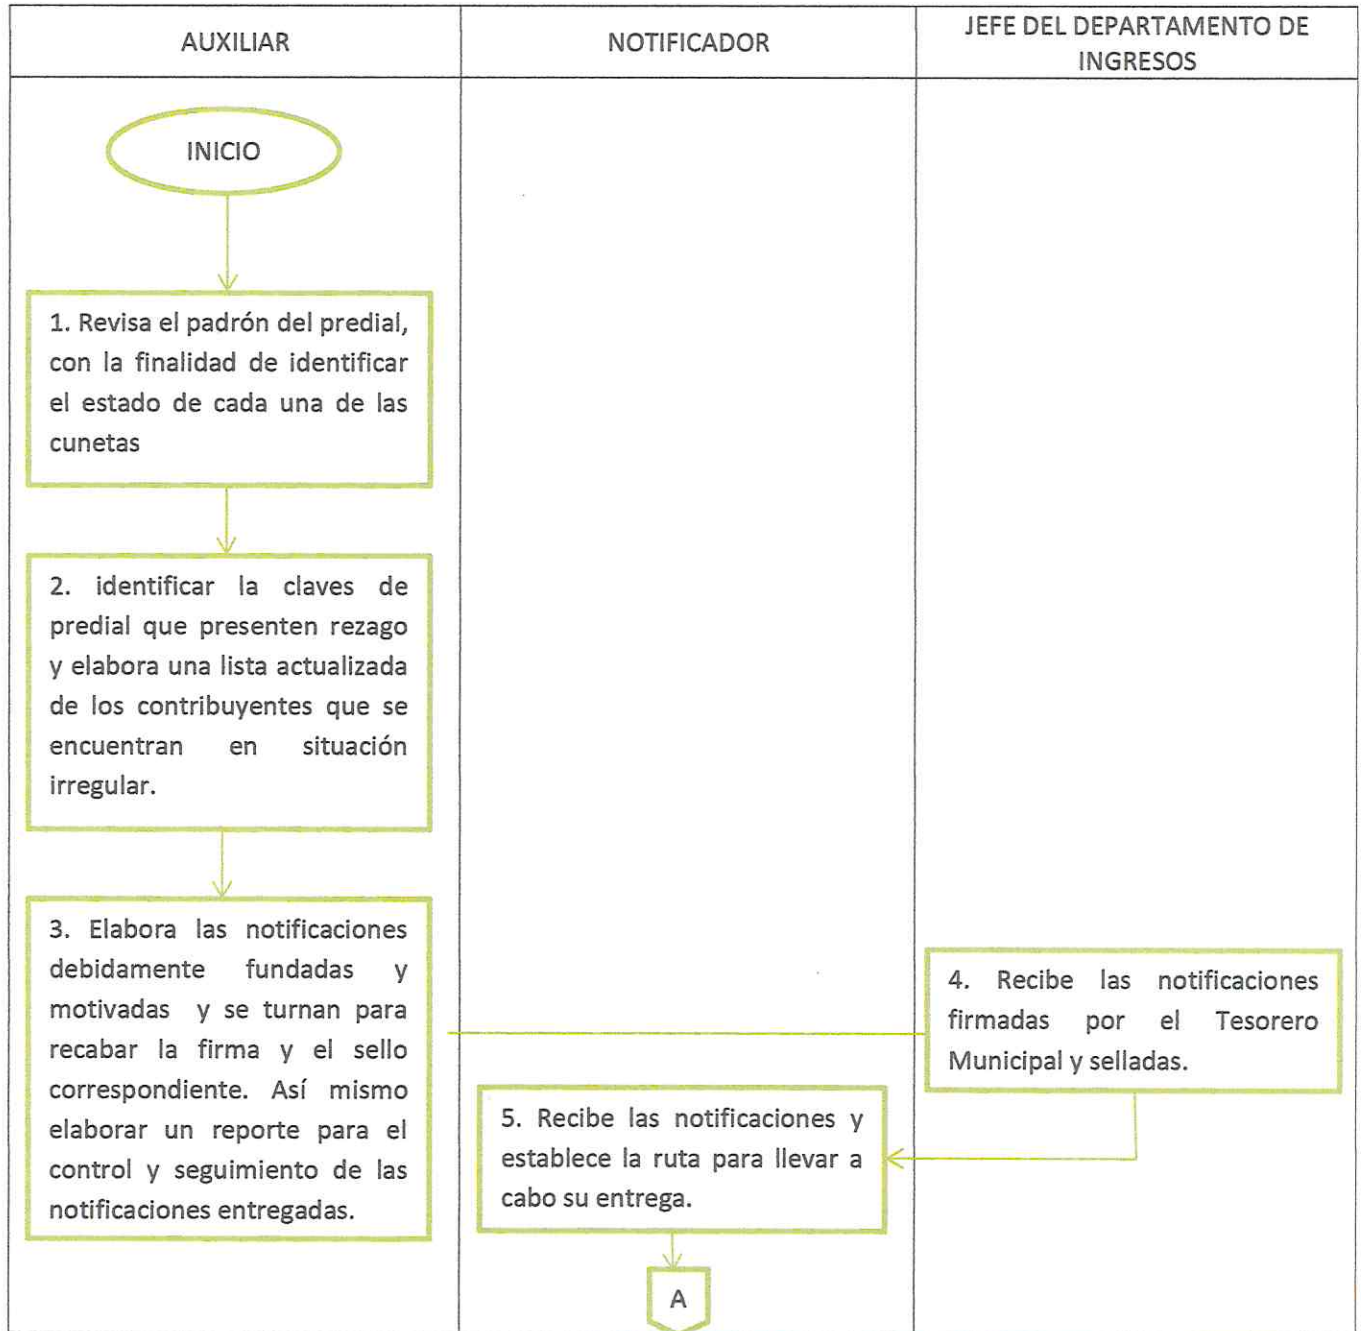 AUXILIAR
NOTIFICADOR
JEFE DEL DEPARTAMENTO DE
INGRESOS
INICIO
1. Revisa el padrón del predial,
con la finalidad de identificar
el estado de cada una de las
cunetas
2. identificar la claves de
predial que presenten rezago
y elabora una lista actualizada
de los contribuyentes que se
encuentran en situación
irregular.
3. Elabora las notificaciones
debidamente fundadas y
motivadas y se turnan para
recabar la firma y el sello
correspondiente. Así mismo
elaborar un reporte para el
control y seguimiento de las
notificaciones entregadas.
4. Recibe las notificaciones
firmadas por el Tesorero
Municipal y selladas.
5. Recibe las notificaciones y
establece la ruta para llevar a
cabo su entrega.
A